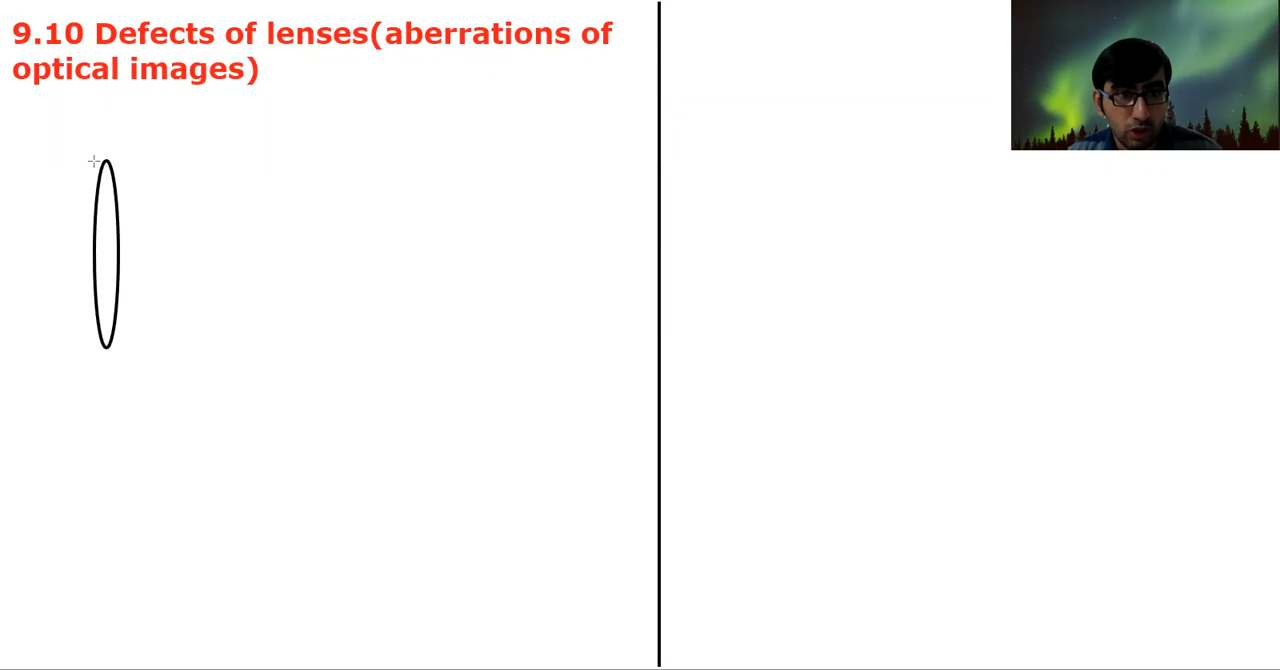 9.10 Defects of lenses(aberrations of
optical images)